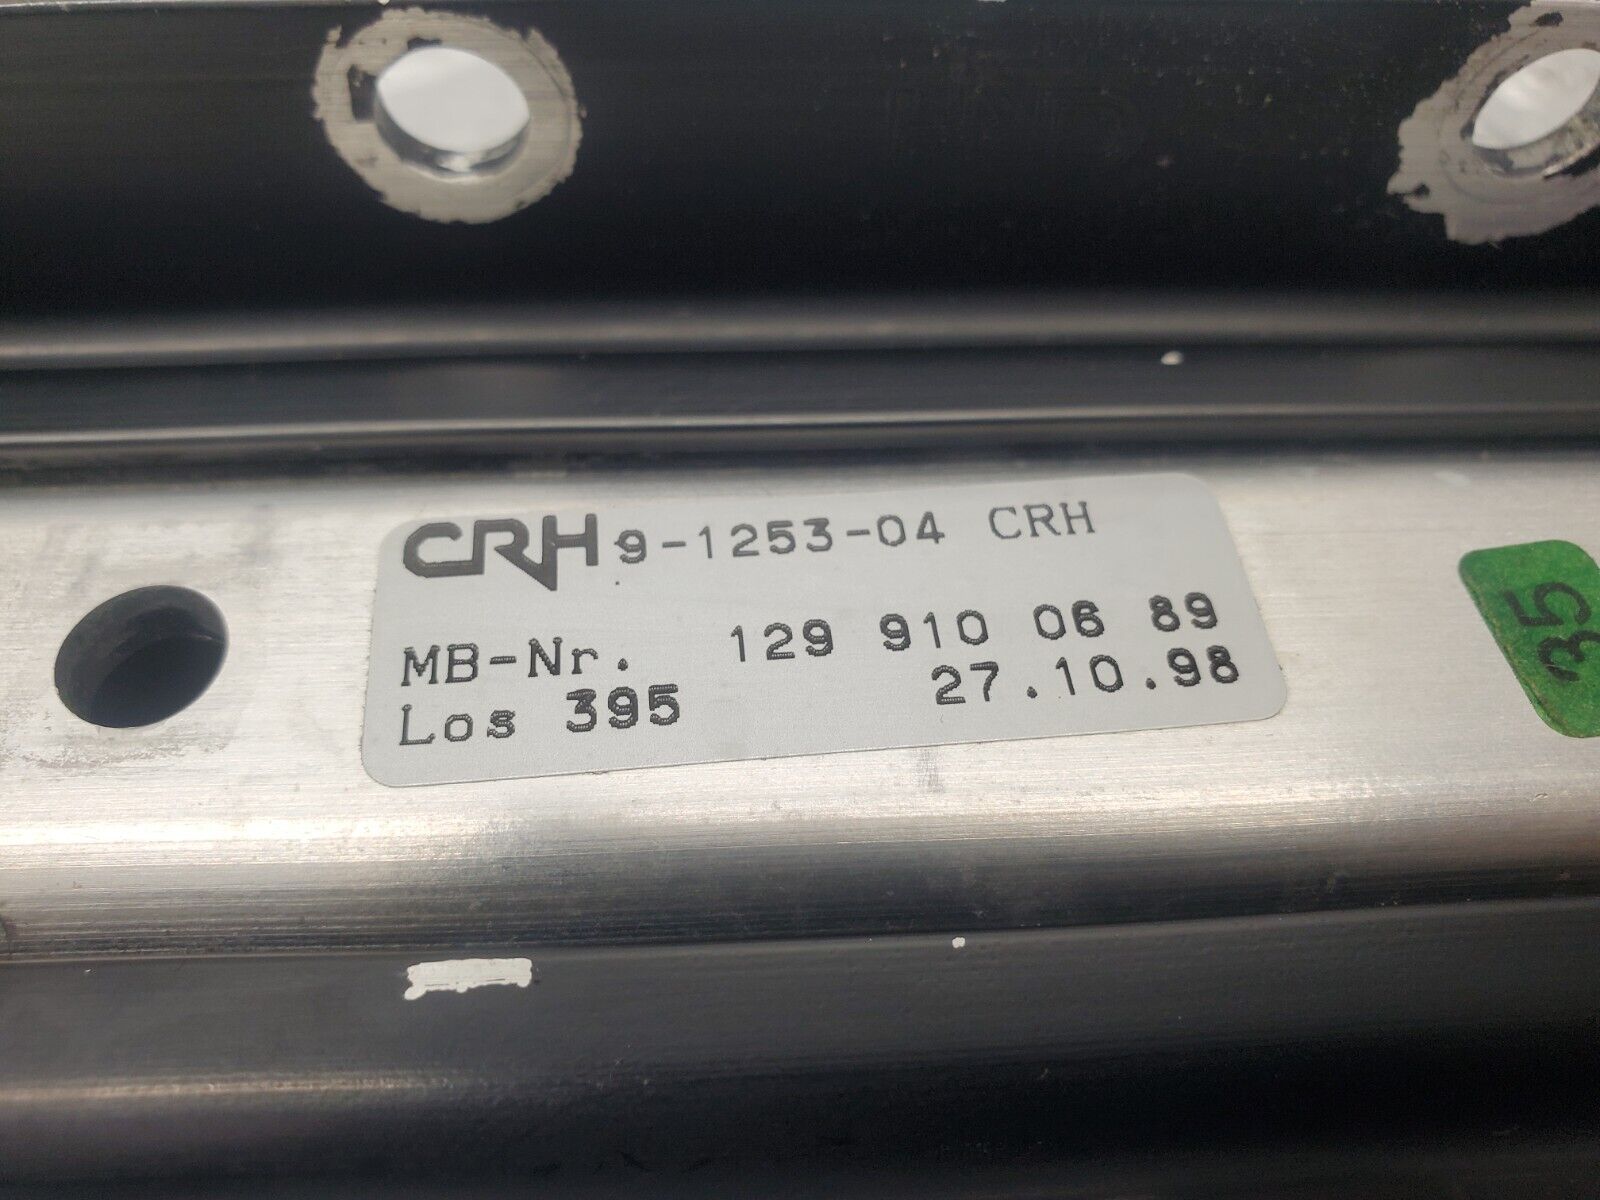 CRH 9-1253-04 CRH
MB-Nr. 129 910 06 89
Los 395 27.10.98
35